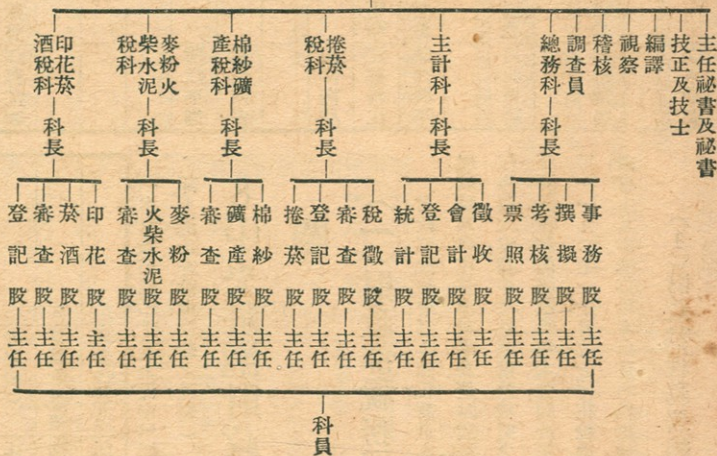 主任祕書及祕書
技正及技士
編譯
視察
稽核
調查員
總務科
科長
主計科
科長
捲菸
稅科
科長
棉紗礦
產稅科
科長
麥粉火
柴水泥
稅科
科長
印花菸
酒稅科
科長
事務股
主任
撰擬股
主任
考核股
主任
票照股
主任
徵收股
主任
會計股
主任
登記股
主任
統計股
主任
稅徵股
主任
審查股
主任
登記股
主任
捲菸股
主任
棉紗股
主任
礦產股
主任
審查股
主任
麥粉股
主任
火柴水泥股
主任
審查股
主任
印花股
主任
菸酒股
主任
審查股
主任
登記股
主任
科員